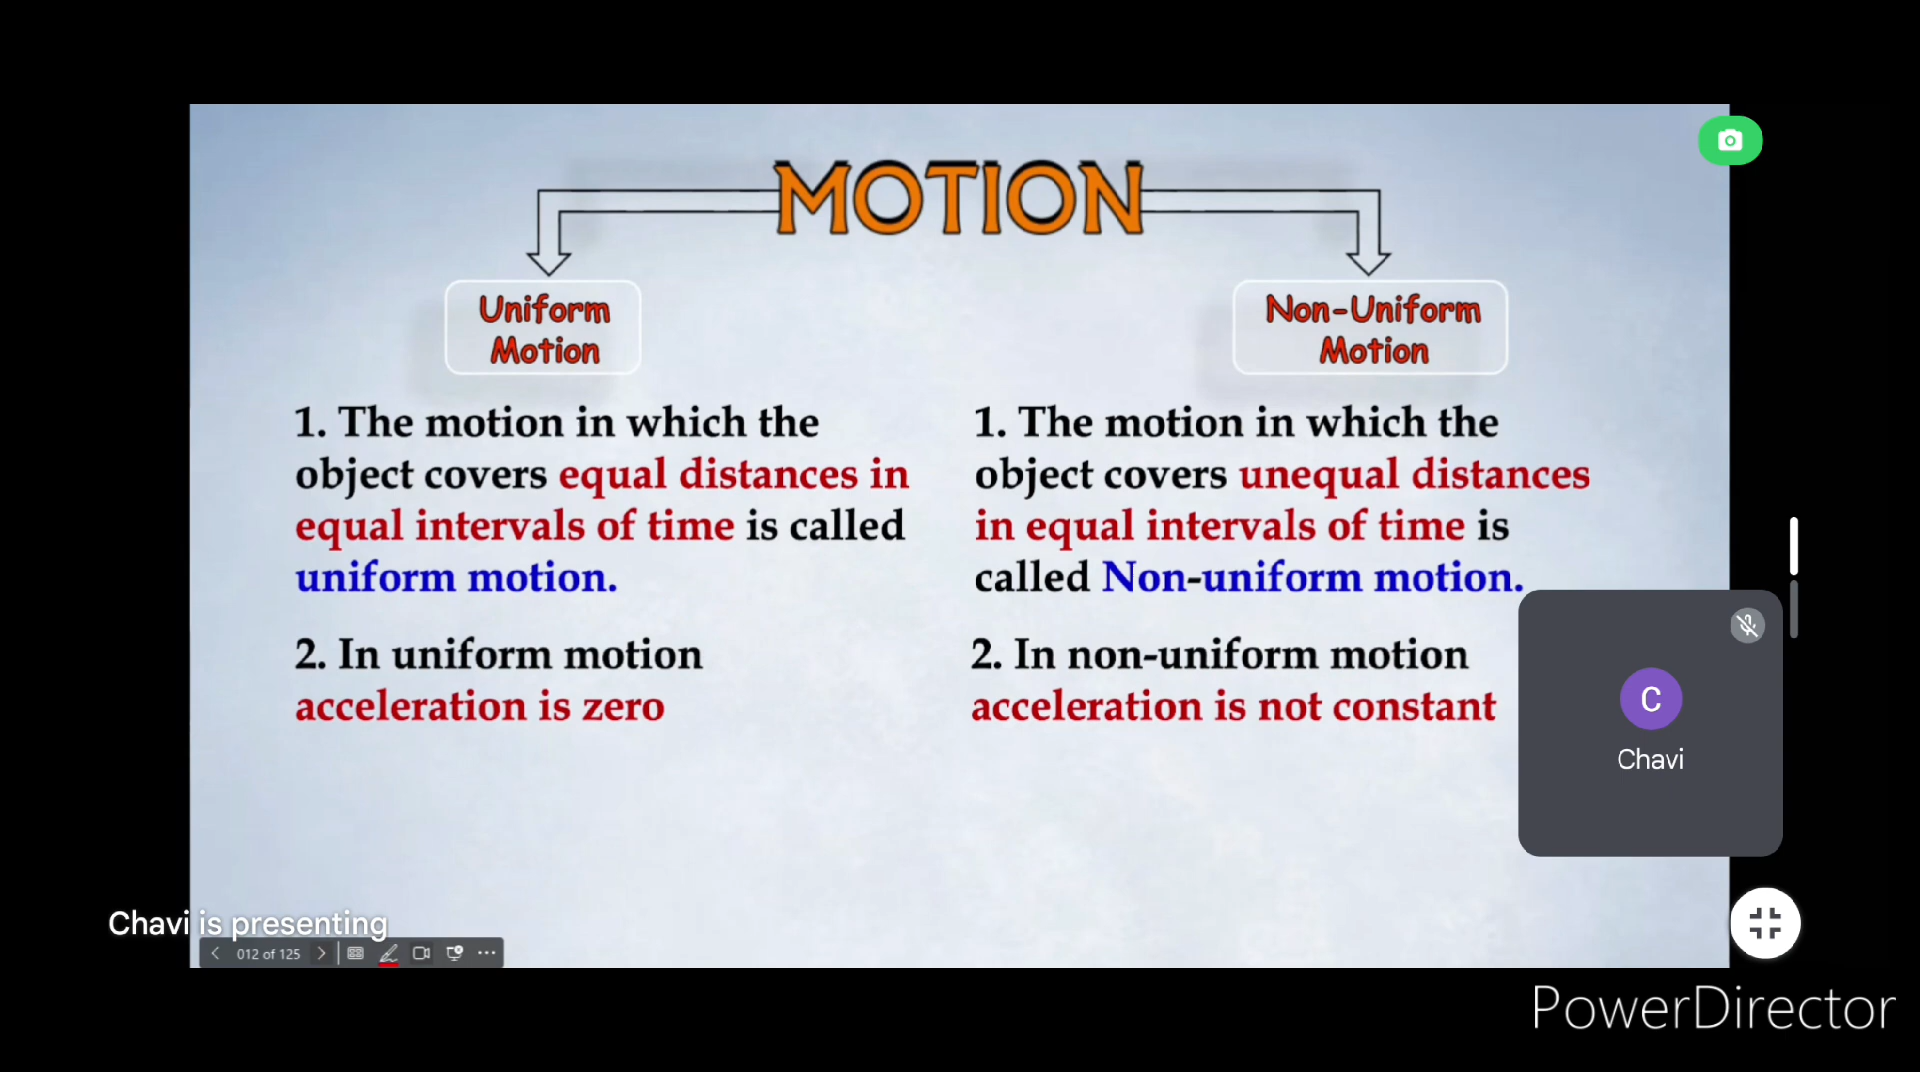 MOTION
Uniform
Motion
1. The motion in which the
object covers equal distances in
equal intervals of time is called
uniform motion.
2. In uniform motion
acceleration is zero
Non-Uniform
Motion
1. The motion in which the
object covers unequal distances
in equal intervals of time is
called Non-uniform motion.
2. In non-uniform motion
acceleration is not constant
C
Chavi
Chavi is presenting
012 of 125
PowerDirector